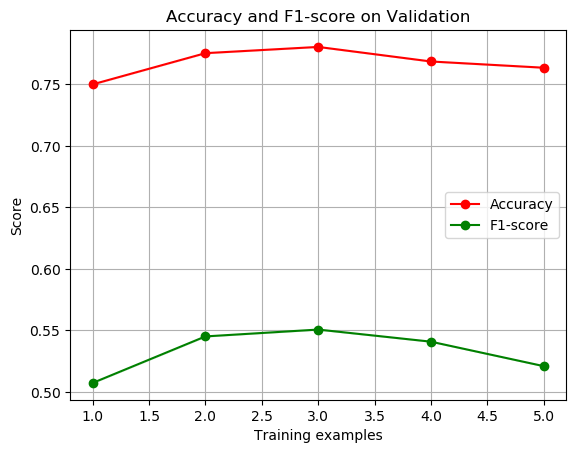 Accuracy and F1-score on Validation
Score
0.75
0.70
0.65
0.60
0.55
0.50
Accuracy
F1-score
1.0 1.5 2.0 2.5 3.0 3.5 4.0 4.5 5.0
Training examples